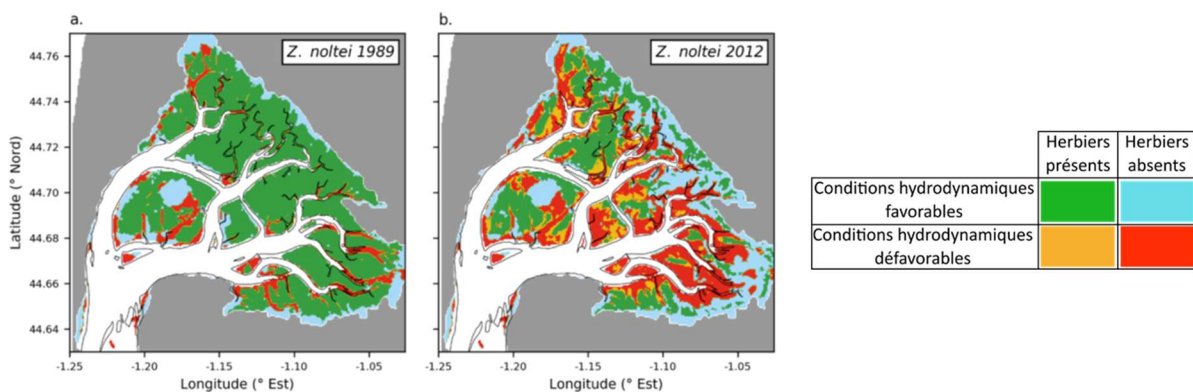 a.
Z. noltei 1989
44.76
44.74
44.72
44.70
44.68
44.66
44.64
Latitude (° Nord)
-1.25
-1.20
-1.15
-1.10
-1.05
Longitude (° Est)
b.
Z. noltei 2012
-1.25
-1.20
-1.15
-1.10
-1.05
Longitude (° Est)
Herbiers
présents
Herbiers
absents
Conditions hydrodynamiques
favorables
Conditions hydrodynamiques
défavorables